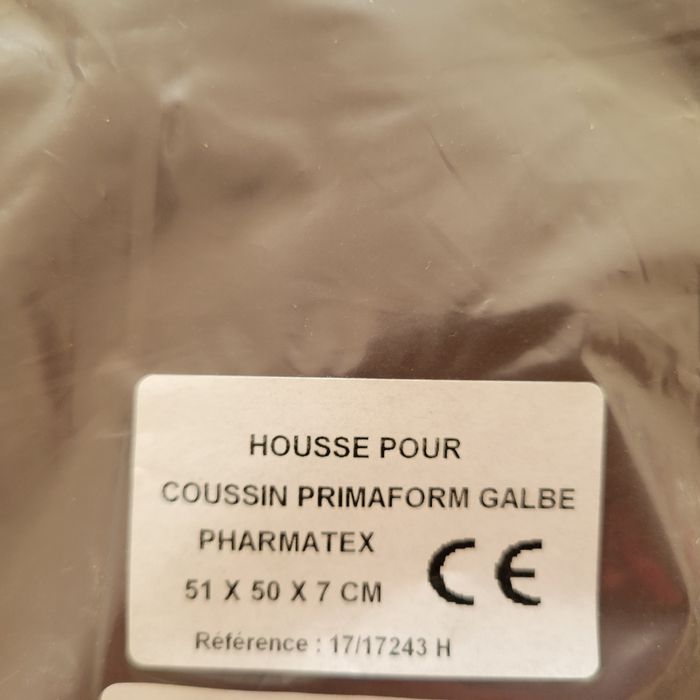 HOUSSE POUR
COUSSIN PRIMAFORM GALBE
PHARMATEX
51 X 50 X 7 CM
CE
Référence : 17/17243 H